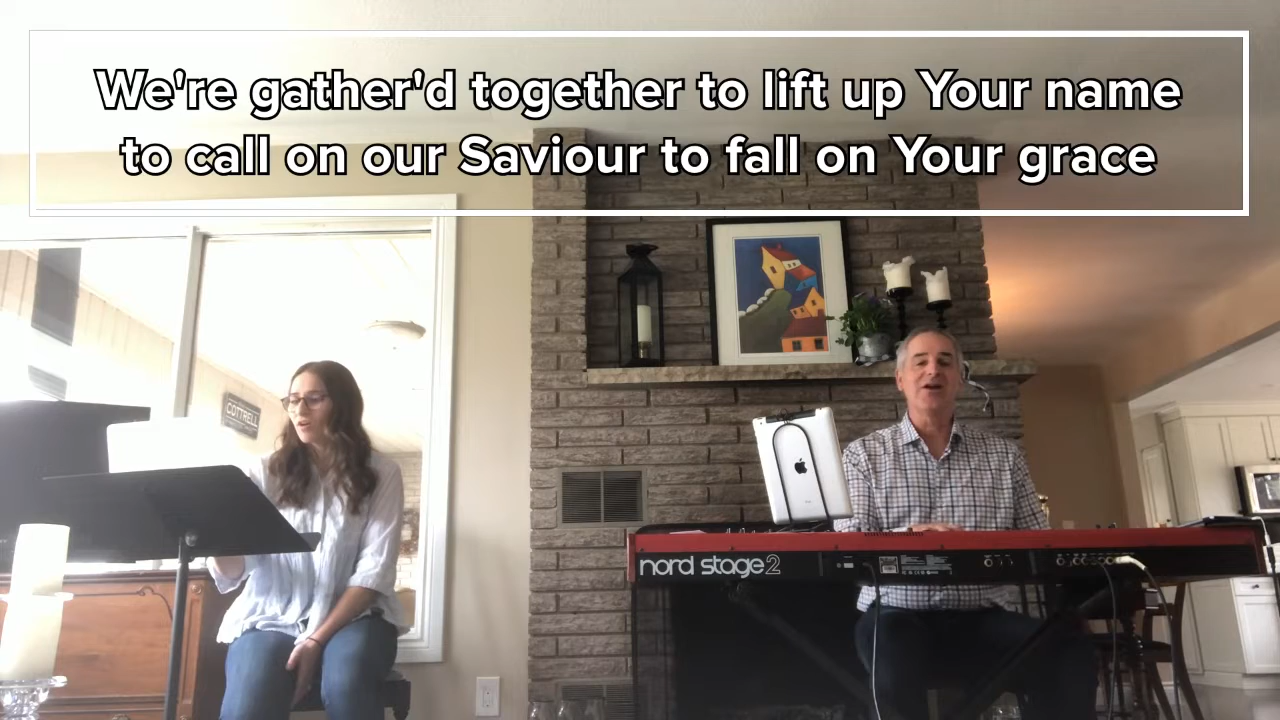 We're gather'd together to lift up Your name
to call on our Saviour to fall on Your grace
COTTRELL
nord stage2